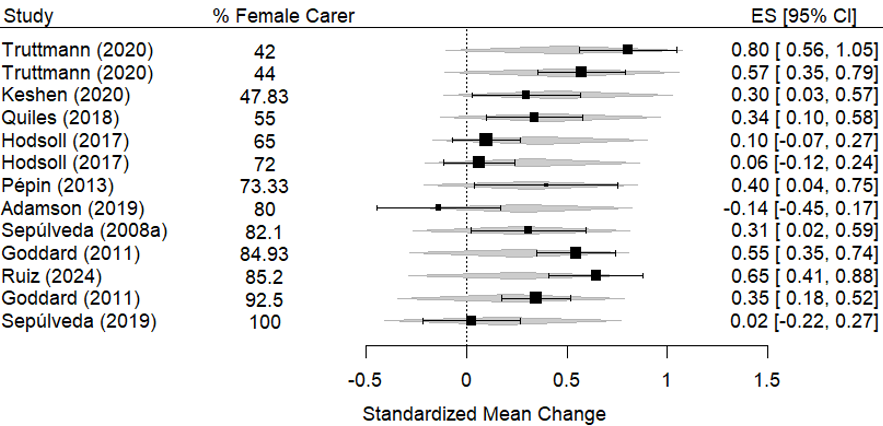 Study % Female Carer ES [95% CI]
Truttmann (2020) 42 0.80 [ 0.56, 1.05]
Truttmann (2020) 44 0.57 [ 0.35, 0.79]
Keshen (2020) 47.83 0.30 [ 0.03, 0.57]
Quiles (2018) 55 0.34 [ 0.10, 0.58]
Hodsoll (2017) 65 0.10 [-0.07, 0.27]
Hodsoll (2017) 72 0.06 [-0.12, 0.24]
Pépin (2013) 73.33 0.40 [ 0.04, 0.75]
Adamson (2019) 80 -0.14 [-0.45, 0.17]
Sepúlveda (2008a) 82.1 0.31 [ 0.02, 0.59]
Goddard (2011) 84.93 0.55 [ 0.35, 0.74]
Ruiz (2024) 85.2 0.65 [ 0.41, 0.88]
Goddard (2011) 92.5 0.35 [ 0.18, 0.52]
Sepúlveda (2019) 100 0.02 [-0.22, 0.27]
-0.5 0 0.5 1 1.5
Standardized Mean Change